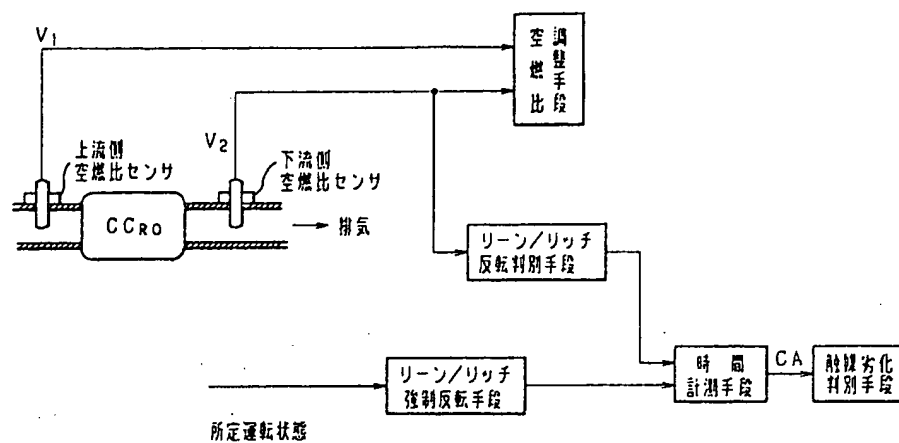 V1
空燃比
調整手段
V2
上流側
空燃比センサ
下流側
空燃比センサ
CCRO
排気
リーン/リッチ
反転判別手段
リーン/リッチ
強制反転手段
時間
計測手段
CA
触媒劣化
判別手段
所定運転状態